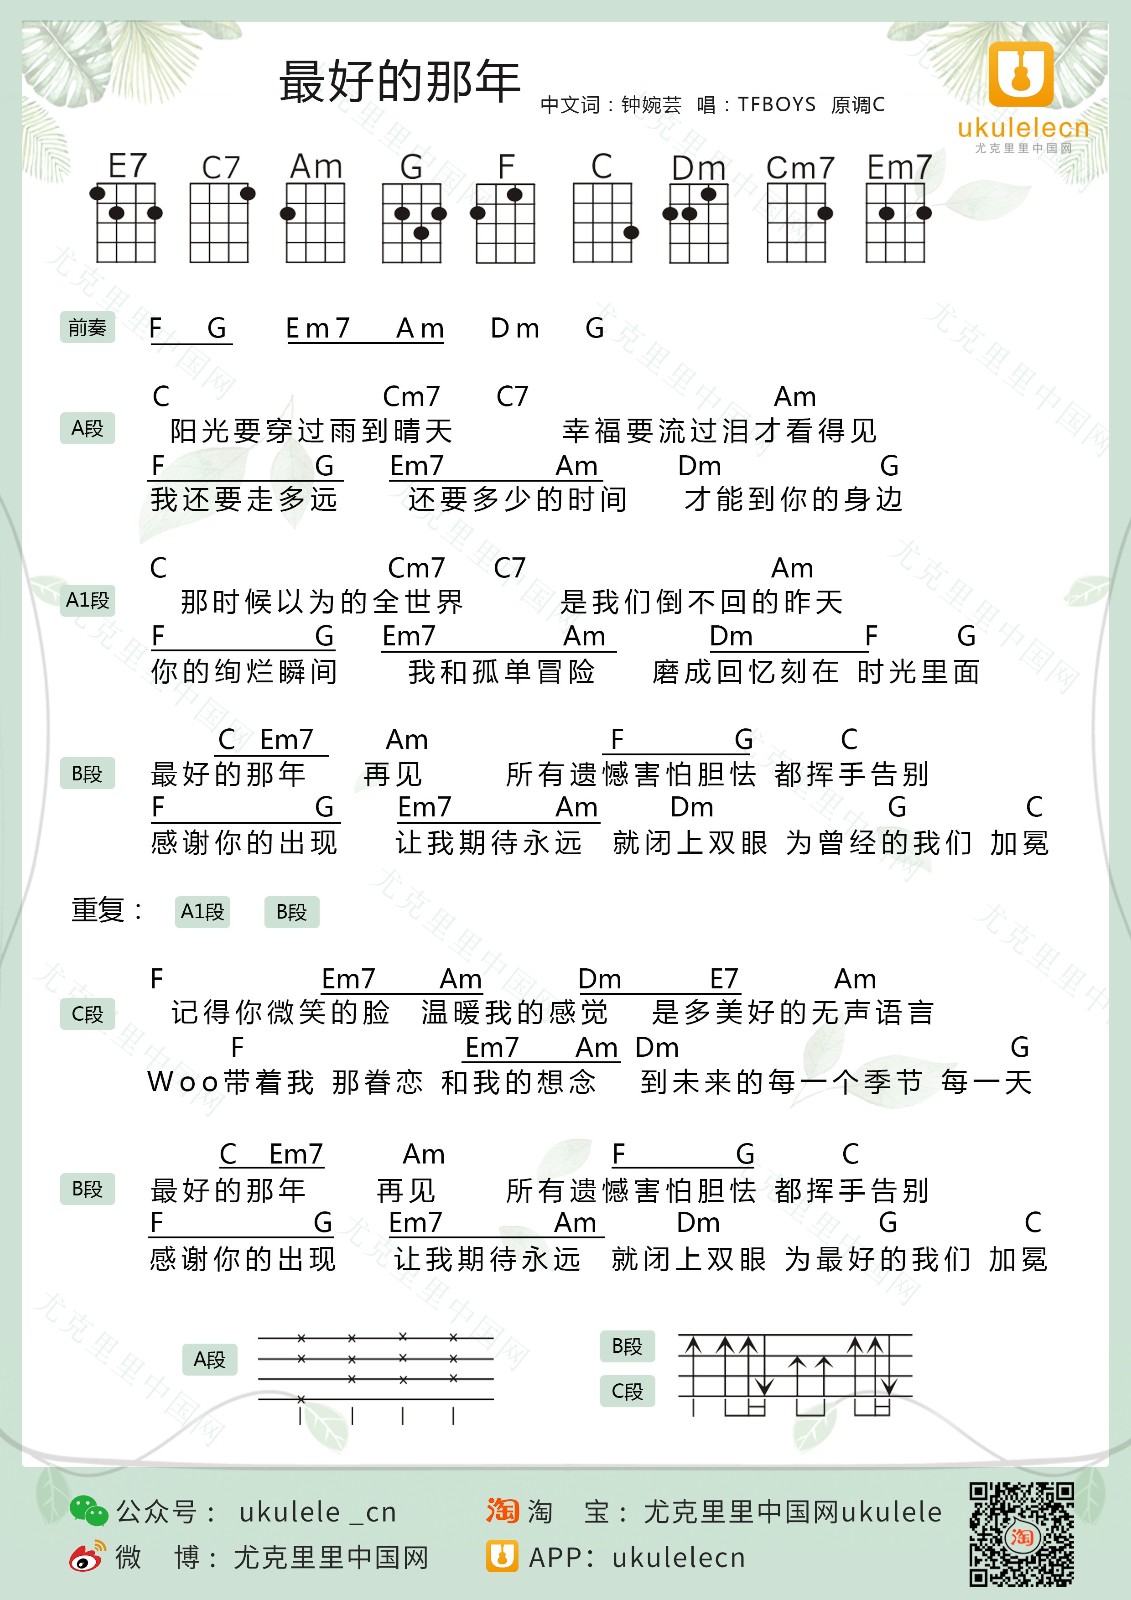 最好的那年
中文词：钟婉芸 唱：TFBOYS 原调C
ukulelecn
尤克里里中国网
E7 C7 Am G F C Dm Cm7 Em7
前奏 F G Em7 Am Dm G
C Cm7 C7 Am
A段 阳光要穿过雨到晴天 幸福要流过泪才看得见
F G Em7 Am Dm G
我还要走多远 还要多少的时间 才能到你的身边
C Cm7 C7 Am
A1段 那时候以为的全世界 是我们倒不回的昨天
F G Em7 Am Dm F G
你的绚烂瞬间 我和孤单冒险 磨成回忆刻在 时光里面
C Em7 Am F G C
B段 最好的那年 再见 所有遗憾害怕胆怯 都挥手告别
F G Em7 Am Dm G C
感谢你的出现 让我期待永远 就闭上双眼 为曾经的我们 加冕
重复： A1段 B段
F Em7 Am Dm E7 Am
C段 记得你微笑的脸 温暖我的感觉 是多美好的无声语言
F Em7 Am Dm G
Woo带着我 那眷恋 和我的想念 到未来的每一个季节 每一天
C Em7 Am F G C
B段 最好的那年 再见 所有遗憾害怕胆怯 都挥手告别
F G Em7 Am Dm G C
感谢你的出现 让我期待永远 就闭上双眼 为最好的我们 加冕
A段
B段
C段
公众号： ukulele _cn
淘 宝：尤克里里中国网ukulele
微 博：尤克里里中国网
APP：ukulelecn
淘